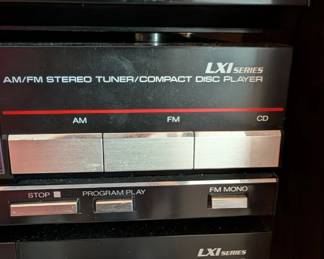 LXI SERIES
AM/FM STEREO TUNER/COMPACT DISC PLAYER
AM FM CD
STOP PROGRAM PLAY FM MONO
LXI SERIES